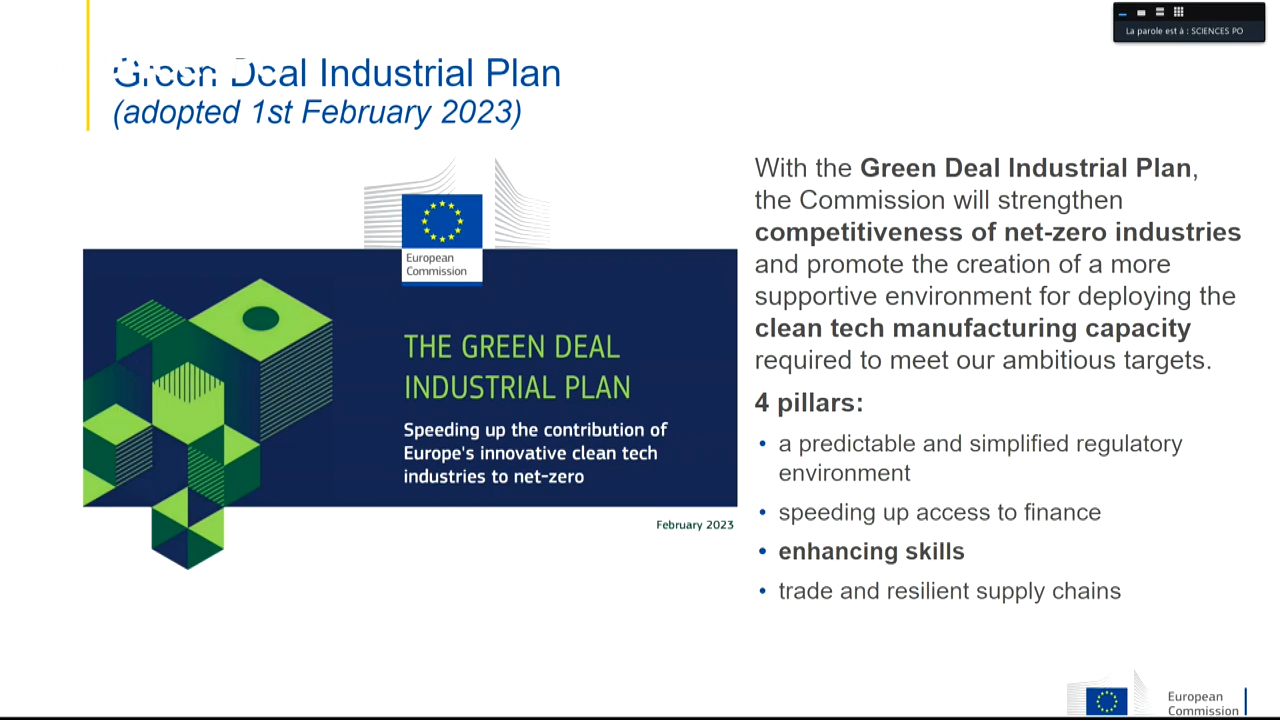 La parole est à : SCIENCES PO
Green Deal Industrial Plan
(adopted 1st February 2023)
European
Commission
THE GREEN DEAL
INDUSTRIAL PLAN
Speeding up the contribution of
Europe's innovative clean tech
industries to net-zero
February 2023
With the Green Deal Industrial Plan,
the Commission will strengthen
competitiveness of net-zero industries
and promote the creation of a more
supportive environment for deploying the
clean tech manufacturing capacity
required to meet our ambitious targets.
4 pillars:
• a predictable and simplified regulatory
environment
• speeding up access to finance
• enhancing skills
• trade and resilient supply chains
European
Commission